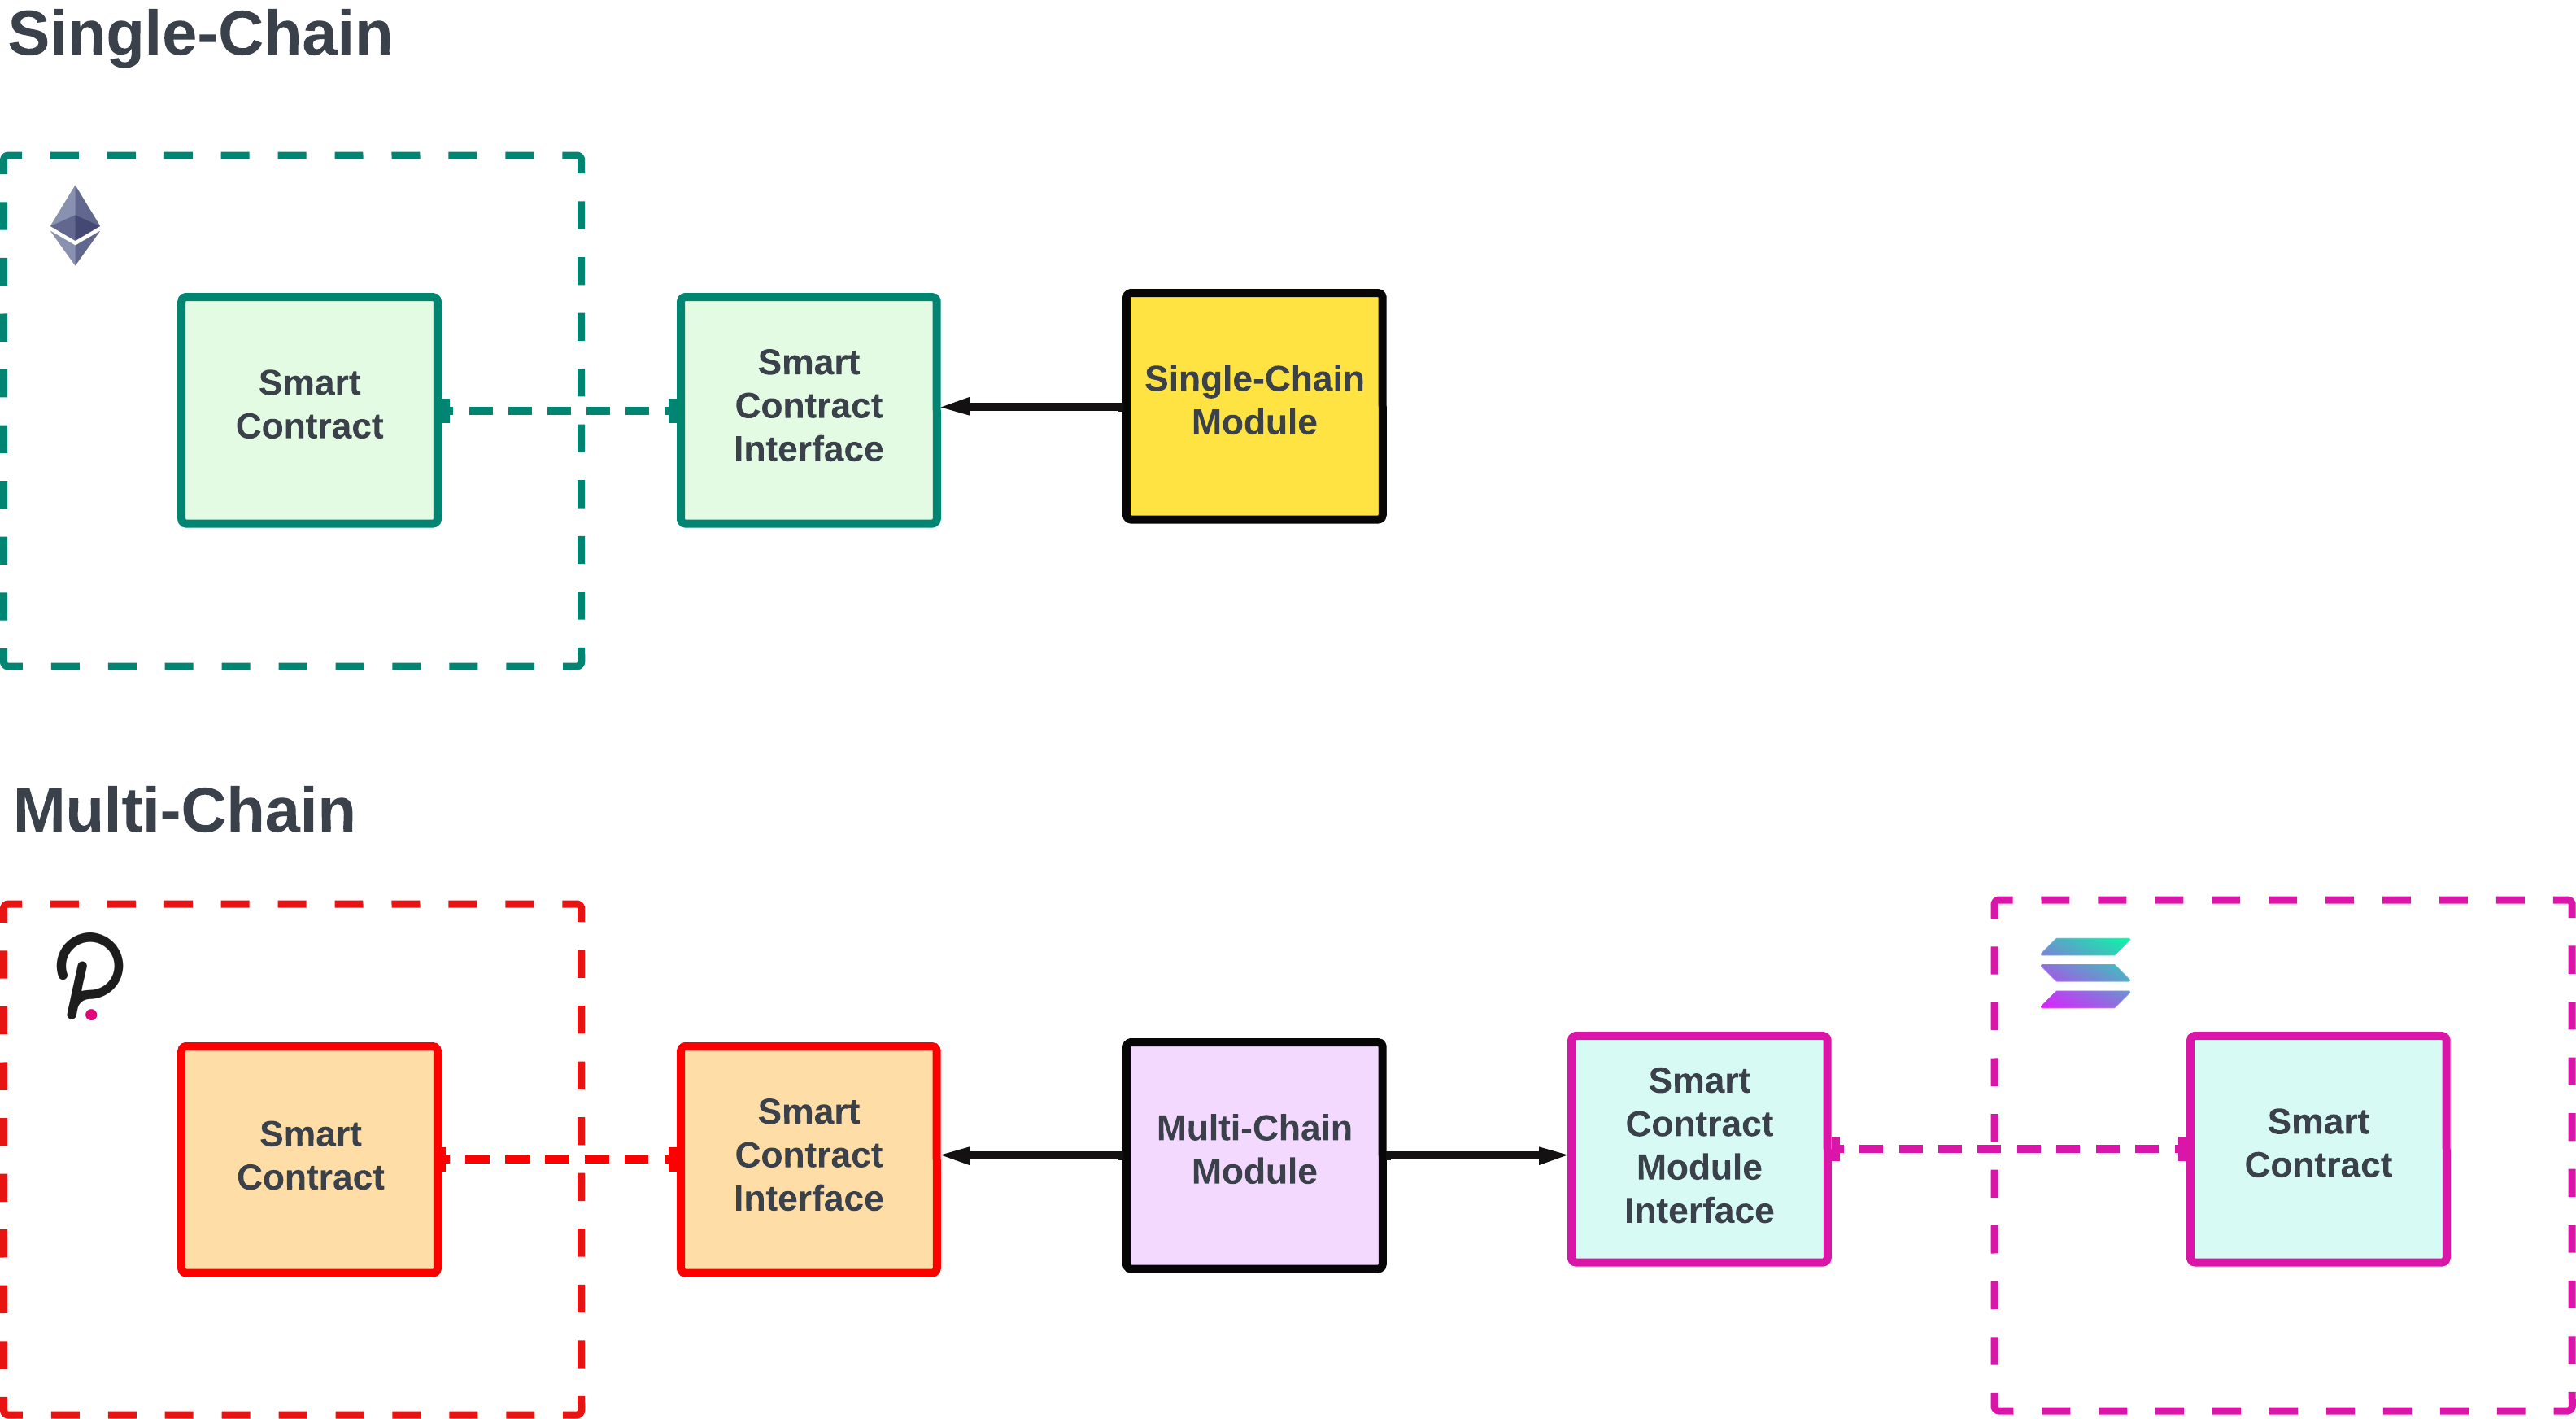 Single-Chain
Smart
Contract
Smart
Contract
Interface
Single-Chain
Module
Multi-Chain
Smart
Contract
Smart
Contract
Interface
Multi-Chain
Module
Smart
Contract
Module
Interface
Smart
Contract